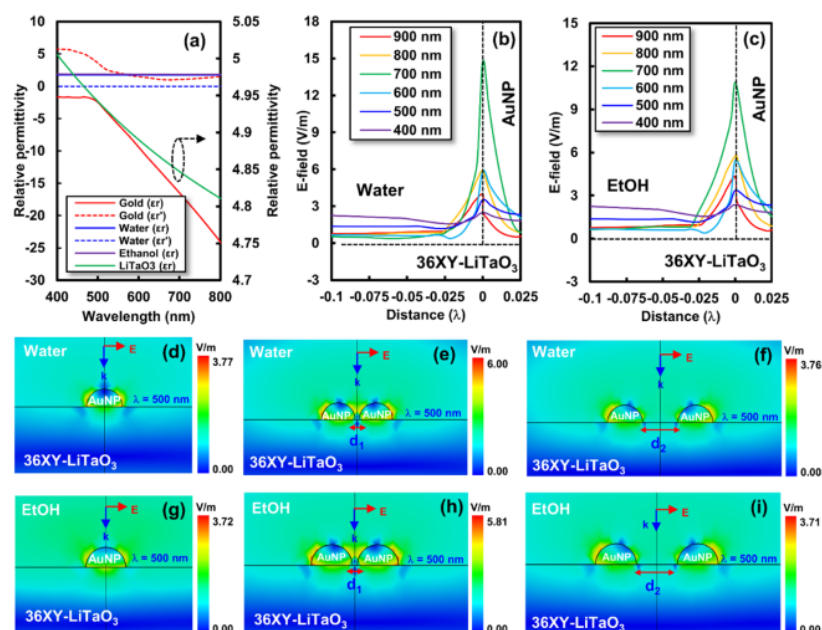 (a)
Relative permittivity
10
5
0
-5
-10
-15
-20
-25
-30
5.05
5
4.95
4.9
4.85
4.8
4.75
4.7
Relative permittivity
Gold (εr)
Gold (εr')
Water (εr)
Water (εr')
Ethanol (εr)
LiTaO3 (εr)
400 500 600 700 800
Wavelength (nm)
(b)
E-field (V/m)
18
15
12
9
6
3
0
-3
900 nm
800 nm
700 nm
600 nm
500 nm
400 nm
AuNP
Water
36XY-LiTaO₃
-0.1 -0.075 -0.05 -0.025 0 0.025
Distance (λ)
(c)
E-field (V/m)
15
12
9
6
3
0
-3
900 nm
800 nm
700 nm
600 nm
500 nm
400 nm
AuNP
EtOH
36XY-LiTaO₃
-0.1 -0.075 -0.05 -0.025 0 0.025
Distance (λ)
Water
(d)
E
k
AuNP
λ = 500 nm
36XY-LiTaO₃
V/m
3.77
0.00
Water
(e)
E
k
AuNP AuNP
λ = 500 nm
d₁
36XY-LiTaO₃
V/m
6.00
0.00
Water
(f)
E
k
AuNP AuNP
λ = 500 nm
d₂
36XY-LiTaO₃
V/m
3.76
0.00
EtOH
(g)
E
k
AuNP
λ = 500 nm
36XY-LiTaO₃
V/m
3.72
0.00
EtOH
(h)
E
k
AuNP AuNP
λ = 500 nm
d₁
36XY-LiTaO₃
V/m
5.81
0.00
EtOH
(i)
E
k
AuNP AuNP
λ = 500 nm
d₂
36XY-LiTaO₃
V/m
3.71
0.00